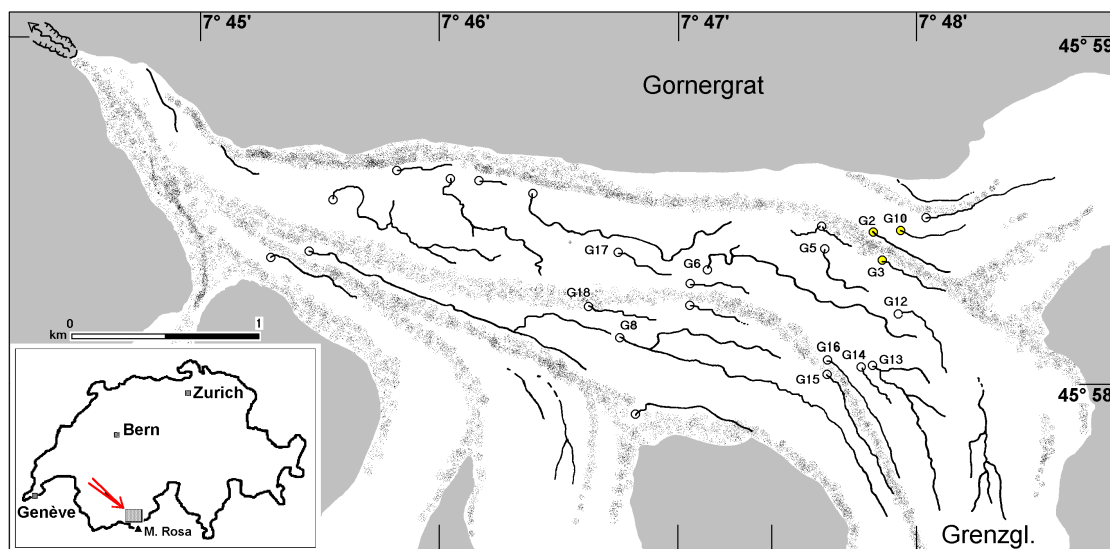 7° 45'
7° 46'
7° 47'
7° 48'
45° 59
Gornergrat
G2
G10
G17
G5
G6
G3
G18
G12
0
1
km
G8
G16
G14
G13
G15
45° 58
Zurich
Bern
Genève
M. Rosa
Grenzgl.